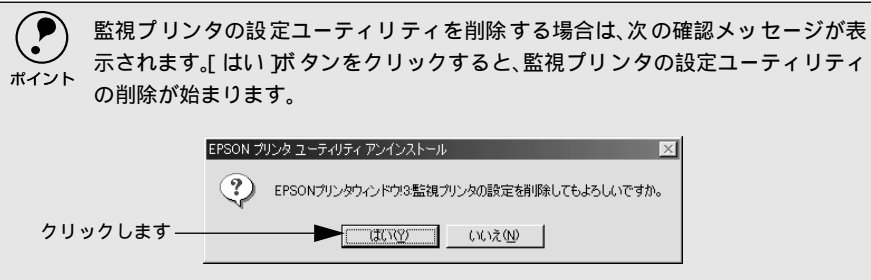 監視プリンタの設定ユーティリティを削除する場合は、次の確認メッセージが表
示されます。[ はい ]ボタンをクリックすると、監視プリンタの設定ユーティリティ
の削除が始まります。
ポイント
EPSON プリンタ ユーティリティ アンインストール
EPSONプリンタウィンドウ!3監視プリンタの設定を削除してもよろしいですか。
クリックします
はい(Y)
いいえ(N)